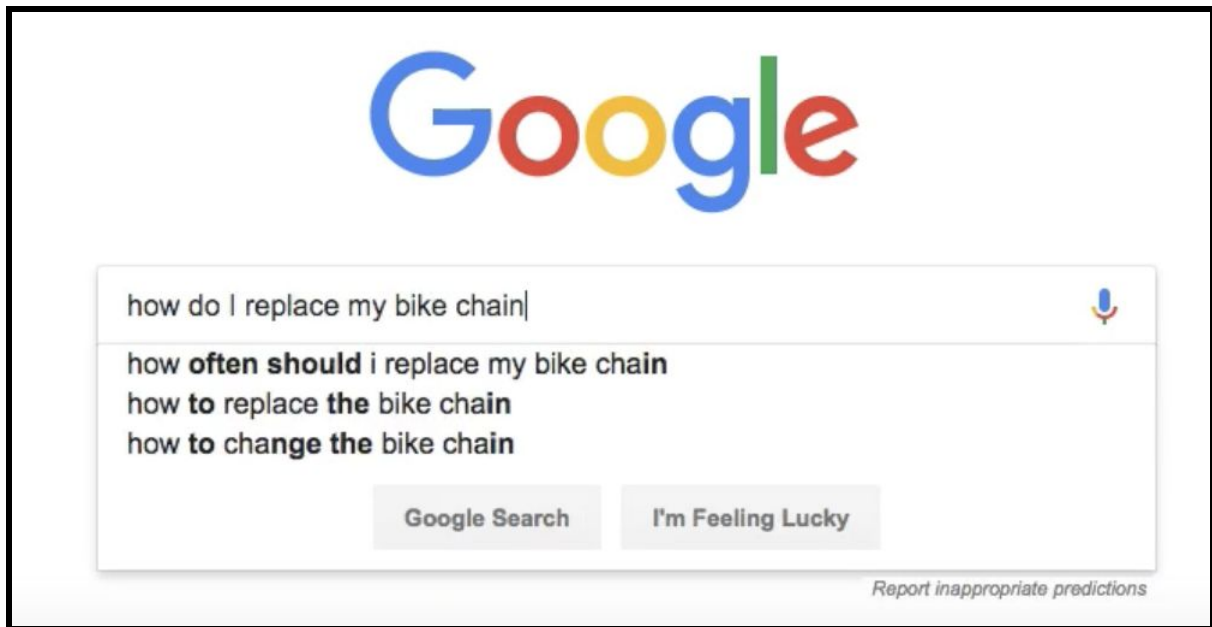 Google
how do I replace my bike chain
how often should i replace my bike chain
how to replace the bike chain
how to change the bike chain
Google Search I'm Feeling Lucky
Report inappropriate predictions